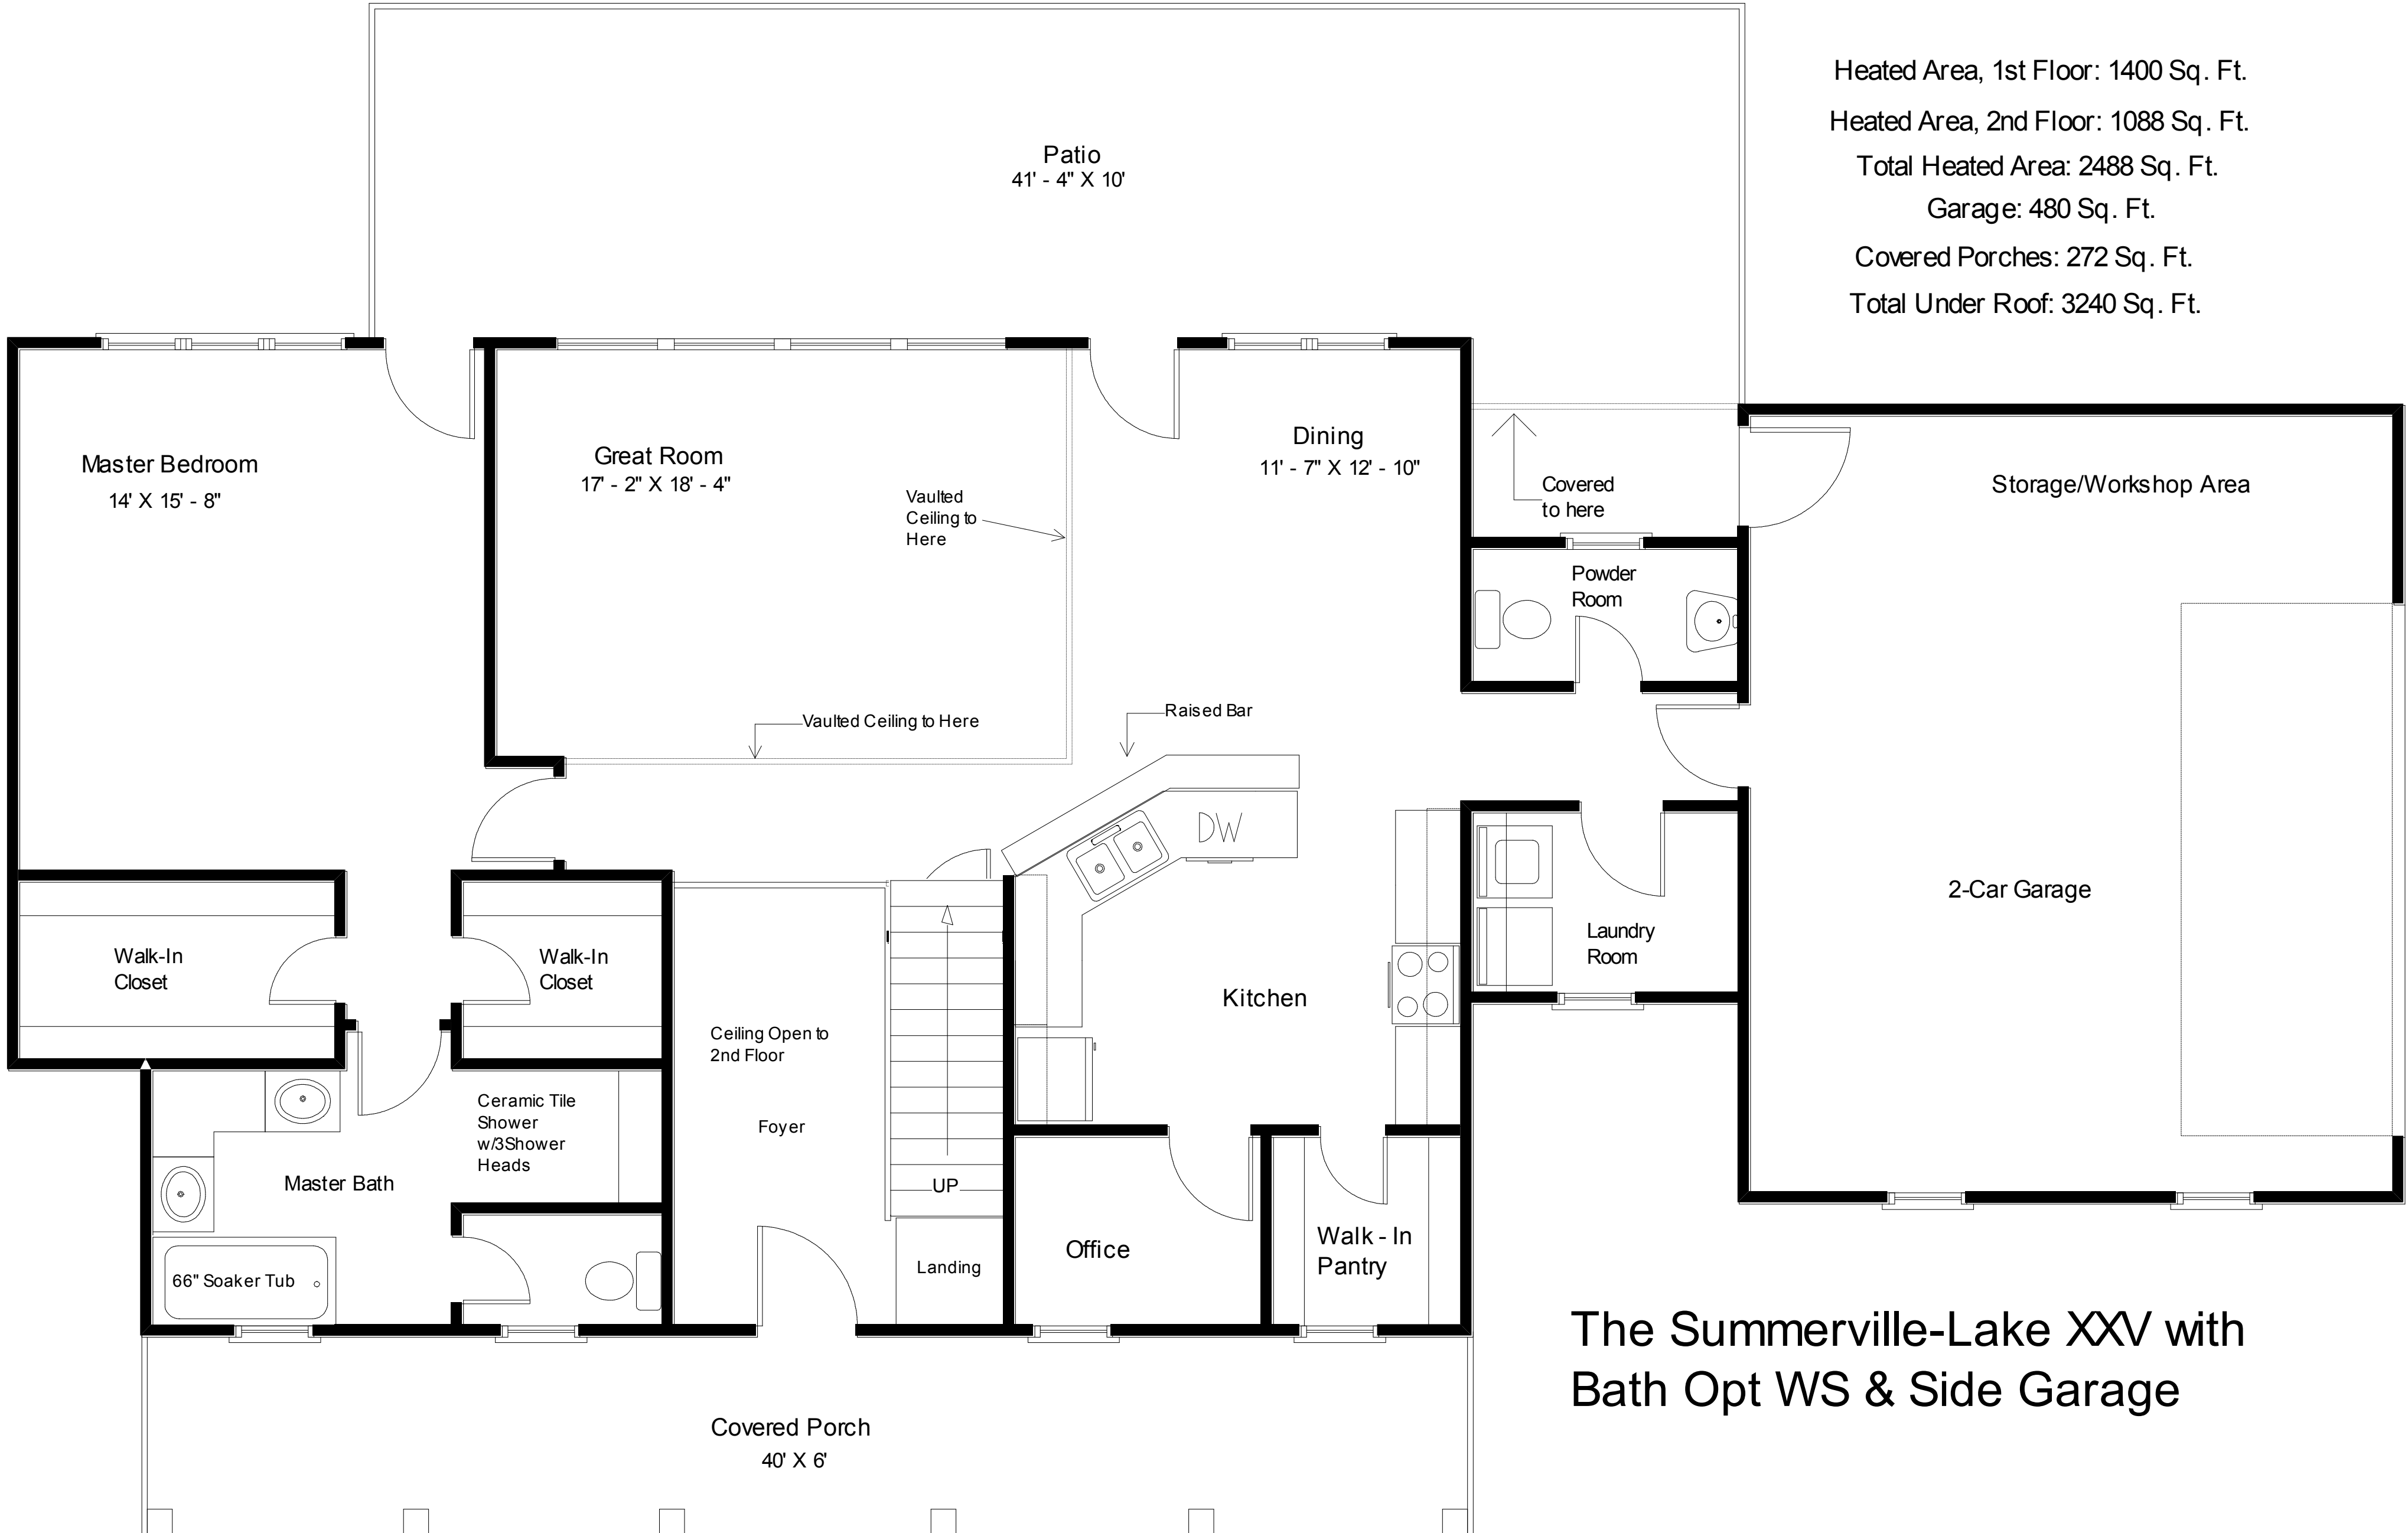 Heated Area, 1st Floor: 1400 Sq. Ft.
Heated Area, 2nd Floor: 1088 Sq. Ft.
Total Heated Area: 2488 Sq. Ft.
Garage: 480 Sq. Ft.
Covered Porches: 272 Sq. Ft.
Total Under Roof: 3240 Sq. Ft.
Patio
41' - 4" X 10'
Master Bedroom
14' X 15' - 8"
Great Room
17' - 2" X 18' - 4"
Vaulted
Ceiling to
Here
Dining
11' - 7" X 12' - 10"
Covered
to here
Storage/Workshop Area
Powder
Room
Vaulted Ceiling to Here
Raised Bar
DW
2-Car Garage
Walk-In
Closet
Walk-In
Closet
Laundry
Room
Kitchen
Ceiling Open to
2nd Floor
Foyer
Ceramic Tile
Shower
w/3Shower
Heads
Master Bath
UP
66" Soaker Tub
Landing
Office
Walk - In
Pantry
The Summerville-Lake XXV with
Bath Opt WS & Side Garage
Covered Porch
40' X 6'